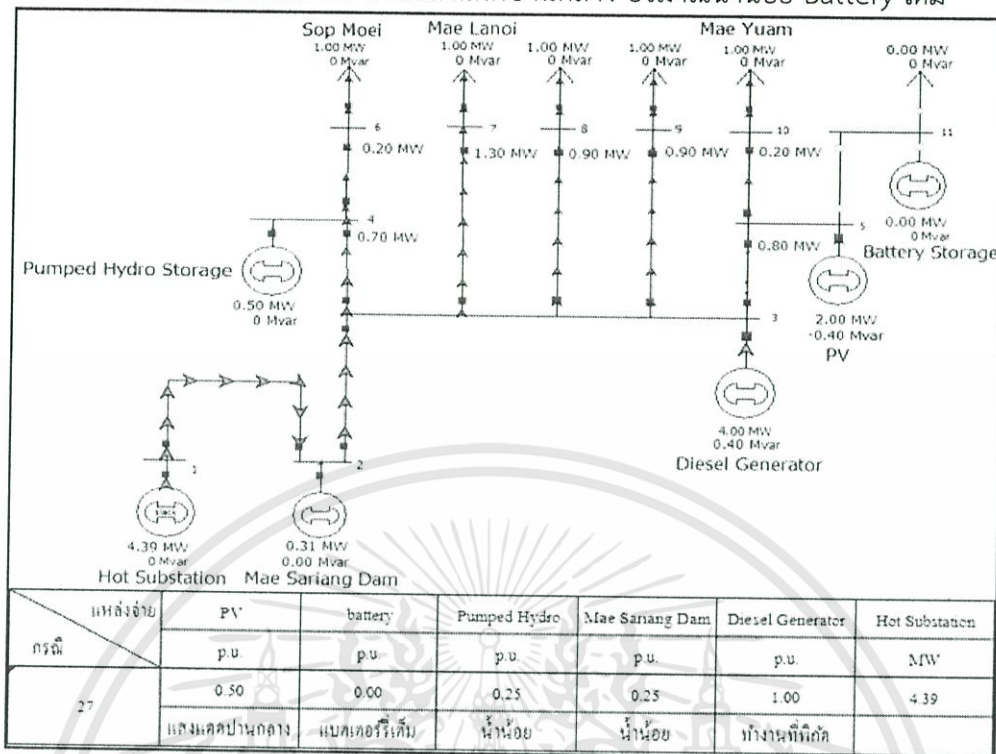 Battery เต็ม
Sop Moei
1.00 MW
0 Mvar
Mae Lanoi
1.00 MW
0 Mvar
1.00 MW
0 Mvar
1.00 MW
0 Mvar
Mae Yuam
1.00 MW
0 Mvar
0.00 MW
0 Mvar
6
7
8
9
10
11
0.20 MW
1.30 MW
0.90 MW
0.90 MW
0.20 MW
4
0.70 MW
5
0.80 MW
0.00 MW
0 Mvar
Battery Storage
Pumped Hydro Storage
0.50 MW
0 Mvar
3
2.00 MW
-0.40 Mvar
PV
4.00 MW
0.40 Mvar
Diesel Generator
1
2
4.39 MW
0 Mvar
Hot Substation
0.31 MW
0.00 Mvar
Mae Sariang Dam
แหล่งจ่าย PV battery Pumped Hydro Mae Sariang Dam Diesel Generator Hot Substation
กรณี p.u. p.u. p.u. p.u. p.u. MW
27 0.50 0.00 0.25 0.25 1.00 4.39
แสงแดดปานกลาง แบตเตอร์รี่เต็ม น้ำน้อย น้ำน้อย ทำงานที่พิกัด